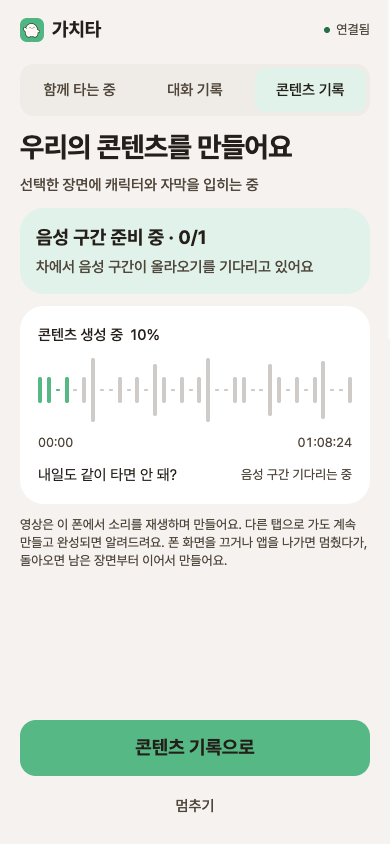 가치타
연결됨
함께 타는 중
대화 기록
콘텐츠 기록
우리의 콘텐츠를 만들어요
선택한 장면에 캐릭터와 자막을 입히는 중
음성 구간 준비 중 · 0/1
차에서 음성 구간이 올라오기를 기다리고 있어요
콘텐츠 생성 중 10%
00:00
01:08:24
내일도 같이 타면 안 돼?
음성 구간 기다리는 중
영상은 이 폰에서 소리를 재생하며 만들어요. 다른 탭으로 가도 계속
만들고 완성되면 알려드려요. 폰 화면을 끄거나 앱을 나가면 멈췄다가,
돌아오면 남은 장면부터 이어서 만들어요.
콘텐츠 기록으로
멈추기